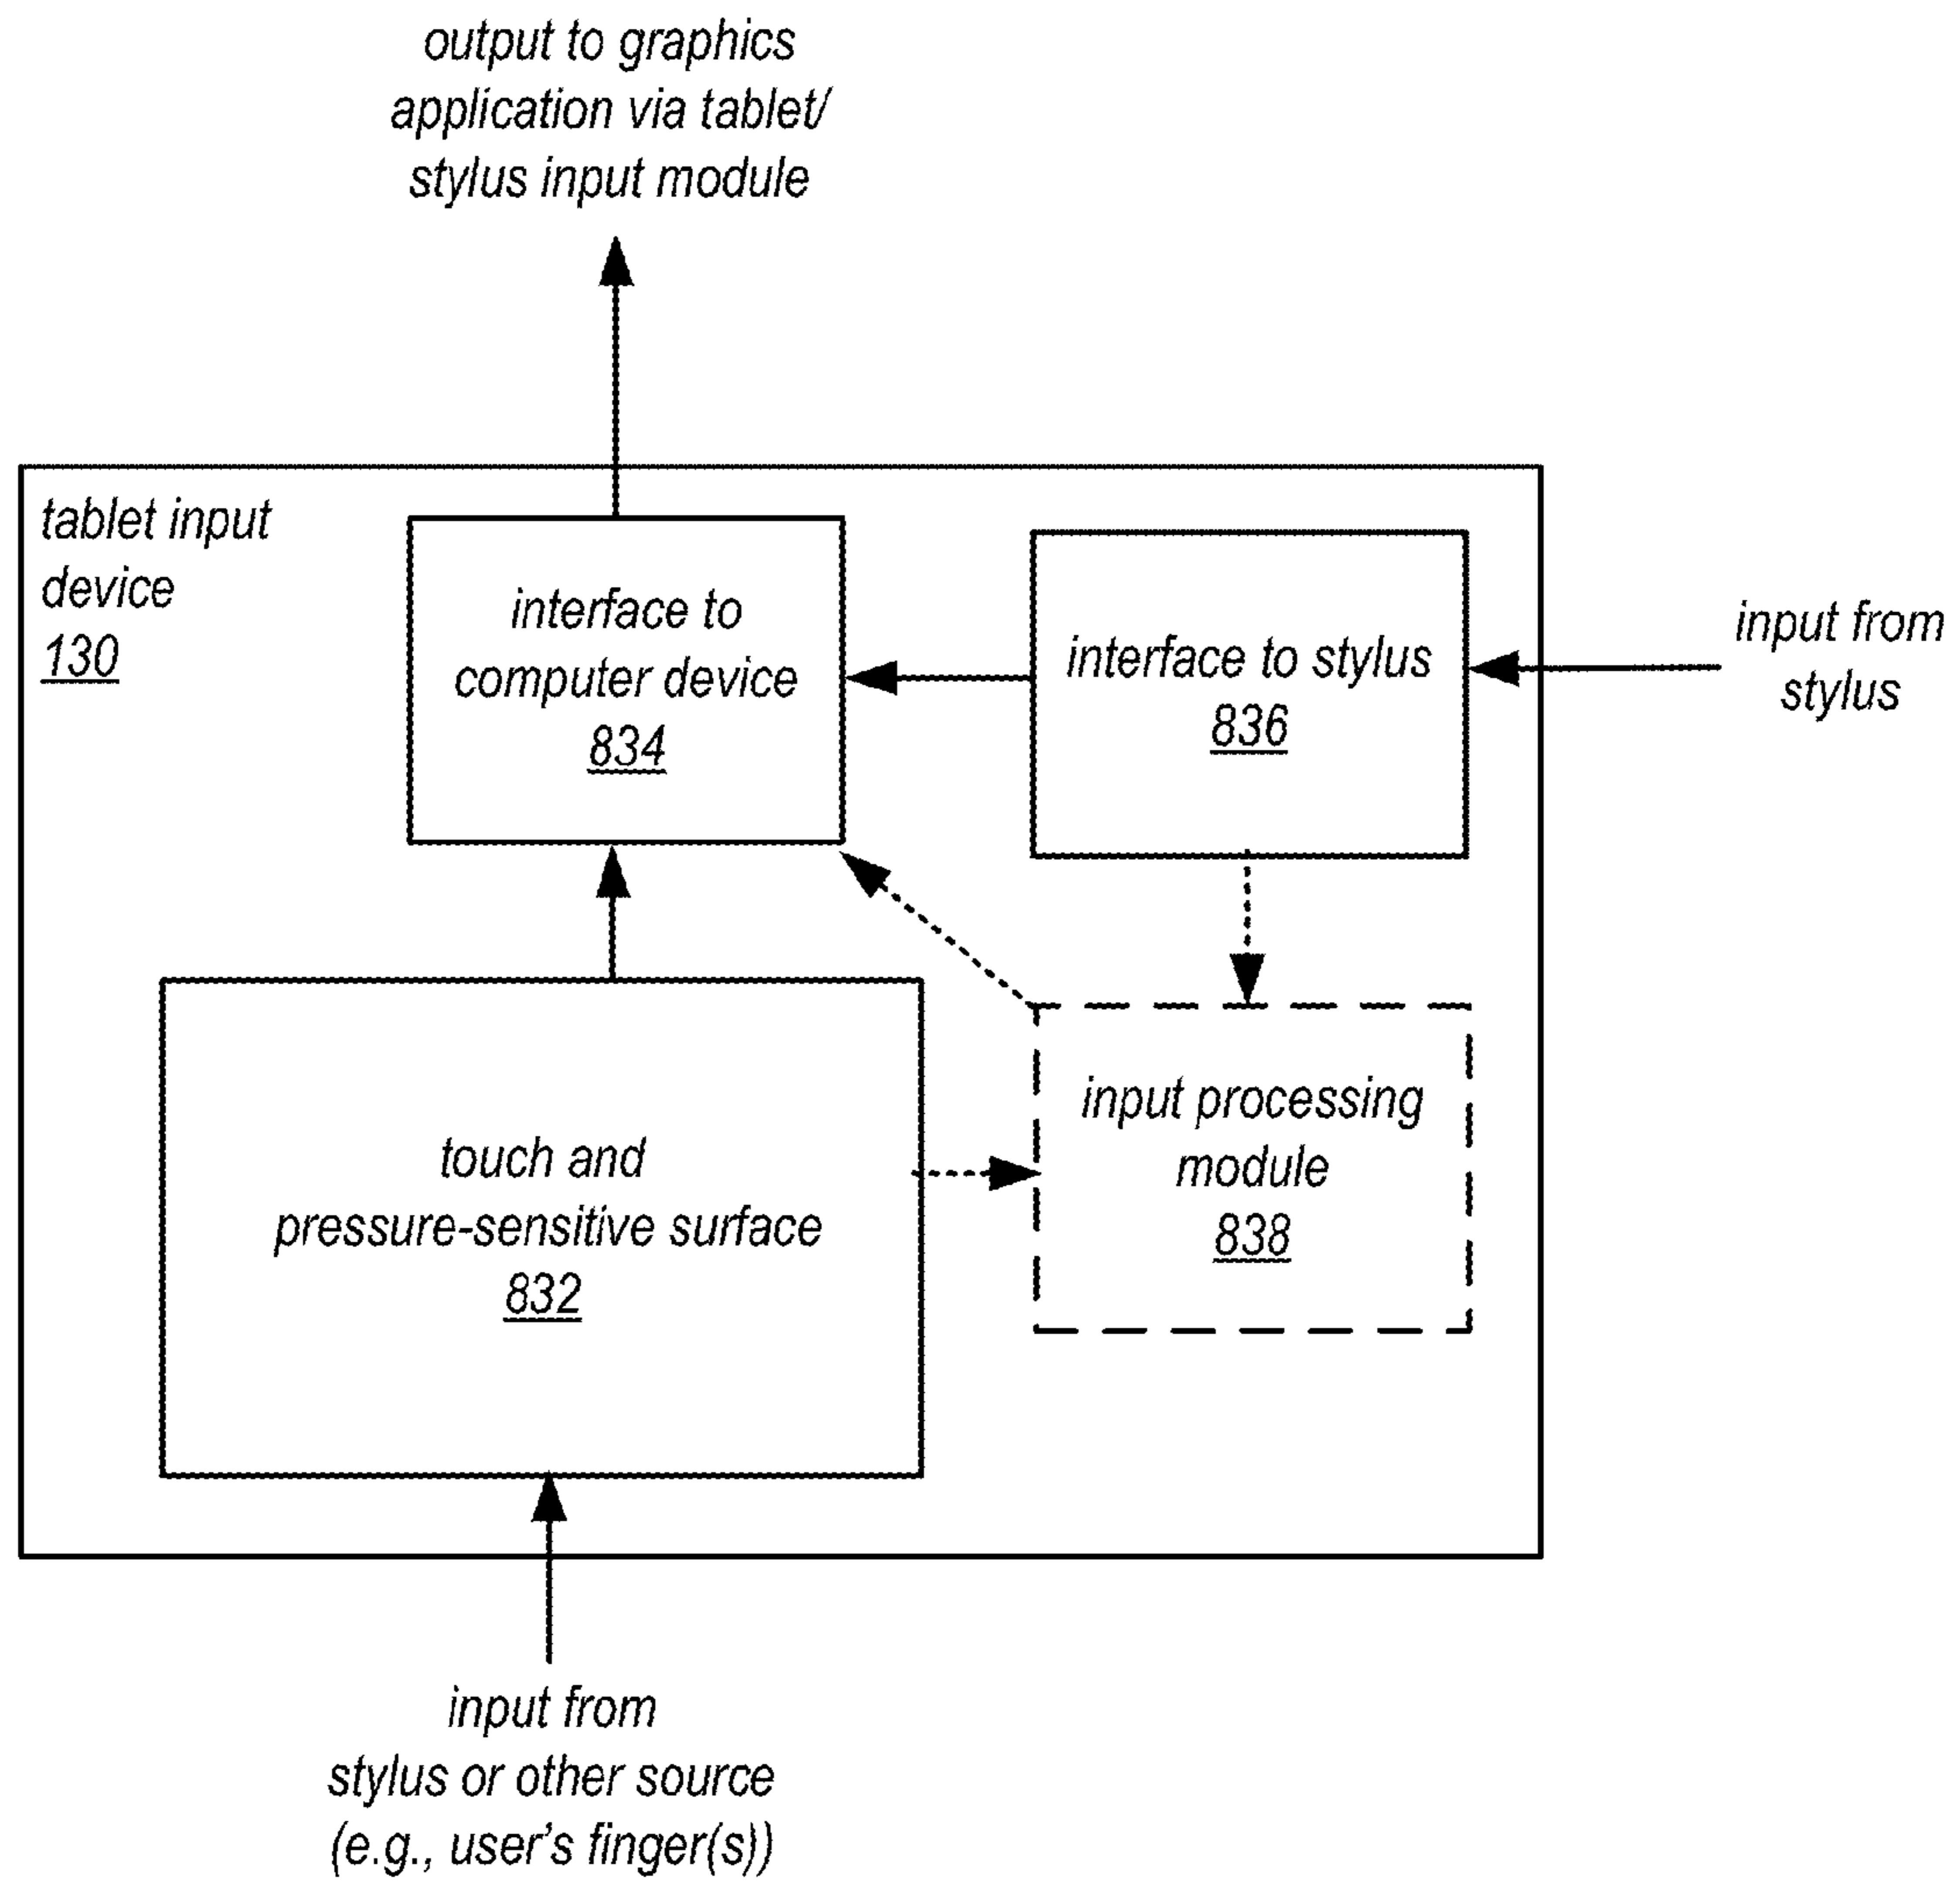 output to graphics
application via tablet/
stylus input module
tablet input
device
130
interface to
computer device
834
interface to stylus
836
input from
stylus
touch and
pressure-sensitive surface
832
input processing
module
838
input from
stylus or other source
(e.g., user's finger(s))